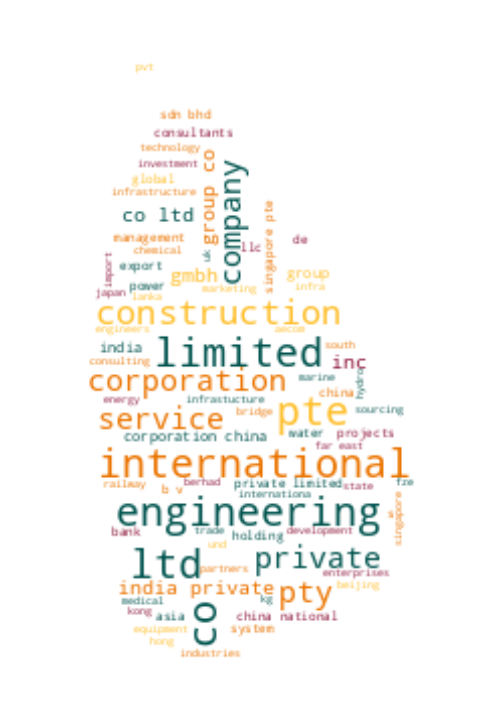 pvt
sdn bhd
consultants
technology
investment
global
infrastructure
group co
company
co ltd
singapore pte
management
de
chemical
llc
uk
import
export
gmbh
group
power
marketing
infra
japan
lanka
construction
engineers
aecom
india
limited
south
consulting
inc
corporation
marine
hydro
china
energy
infrastucture
service
bridge
pte
sourcing
corporation china
water
projects
far east
international
railway
b v
berhad
private limited
state
fze
internationa
singapore
a
engineering
bank
trade
holding
development
und
ltd
private
partners
enterprises
india private
pty
beijing
medical
kg
kong
asia
co
china national
equipment
system
hong
industries